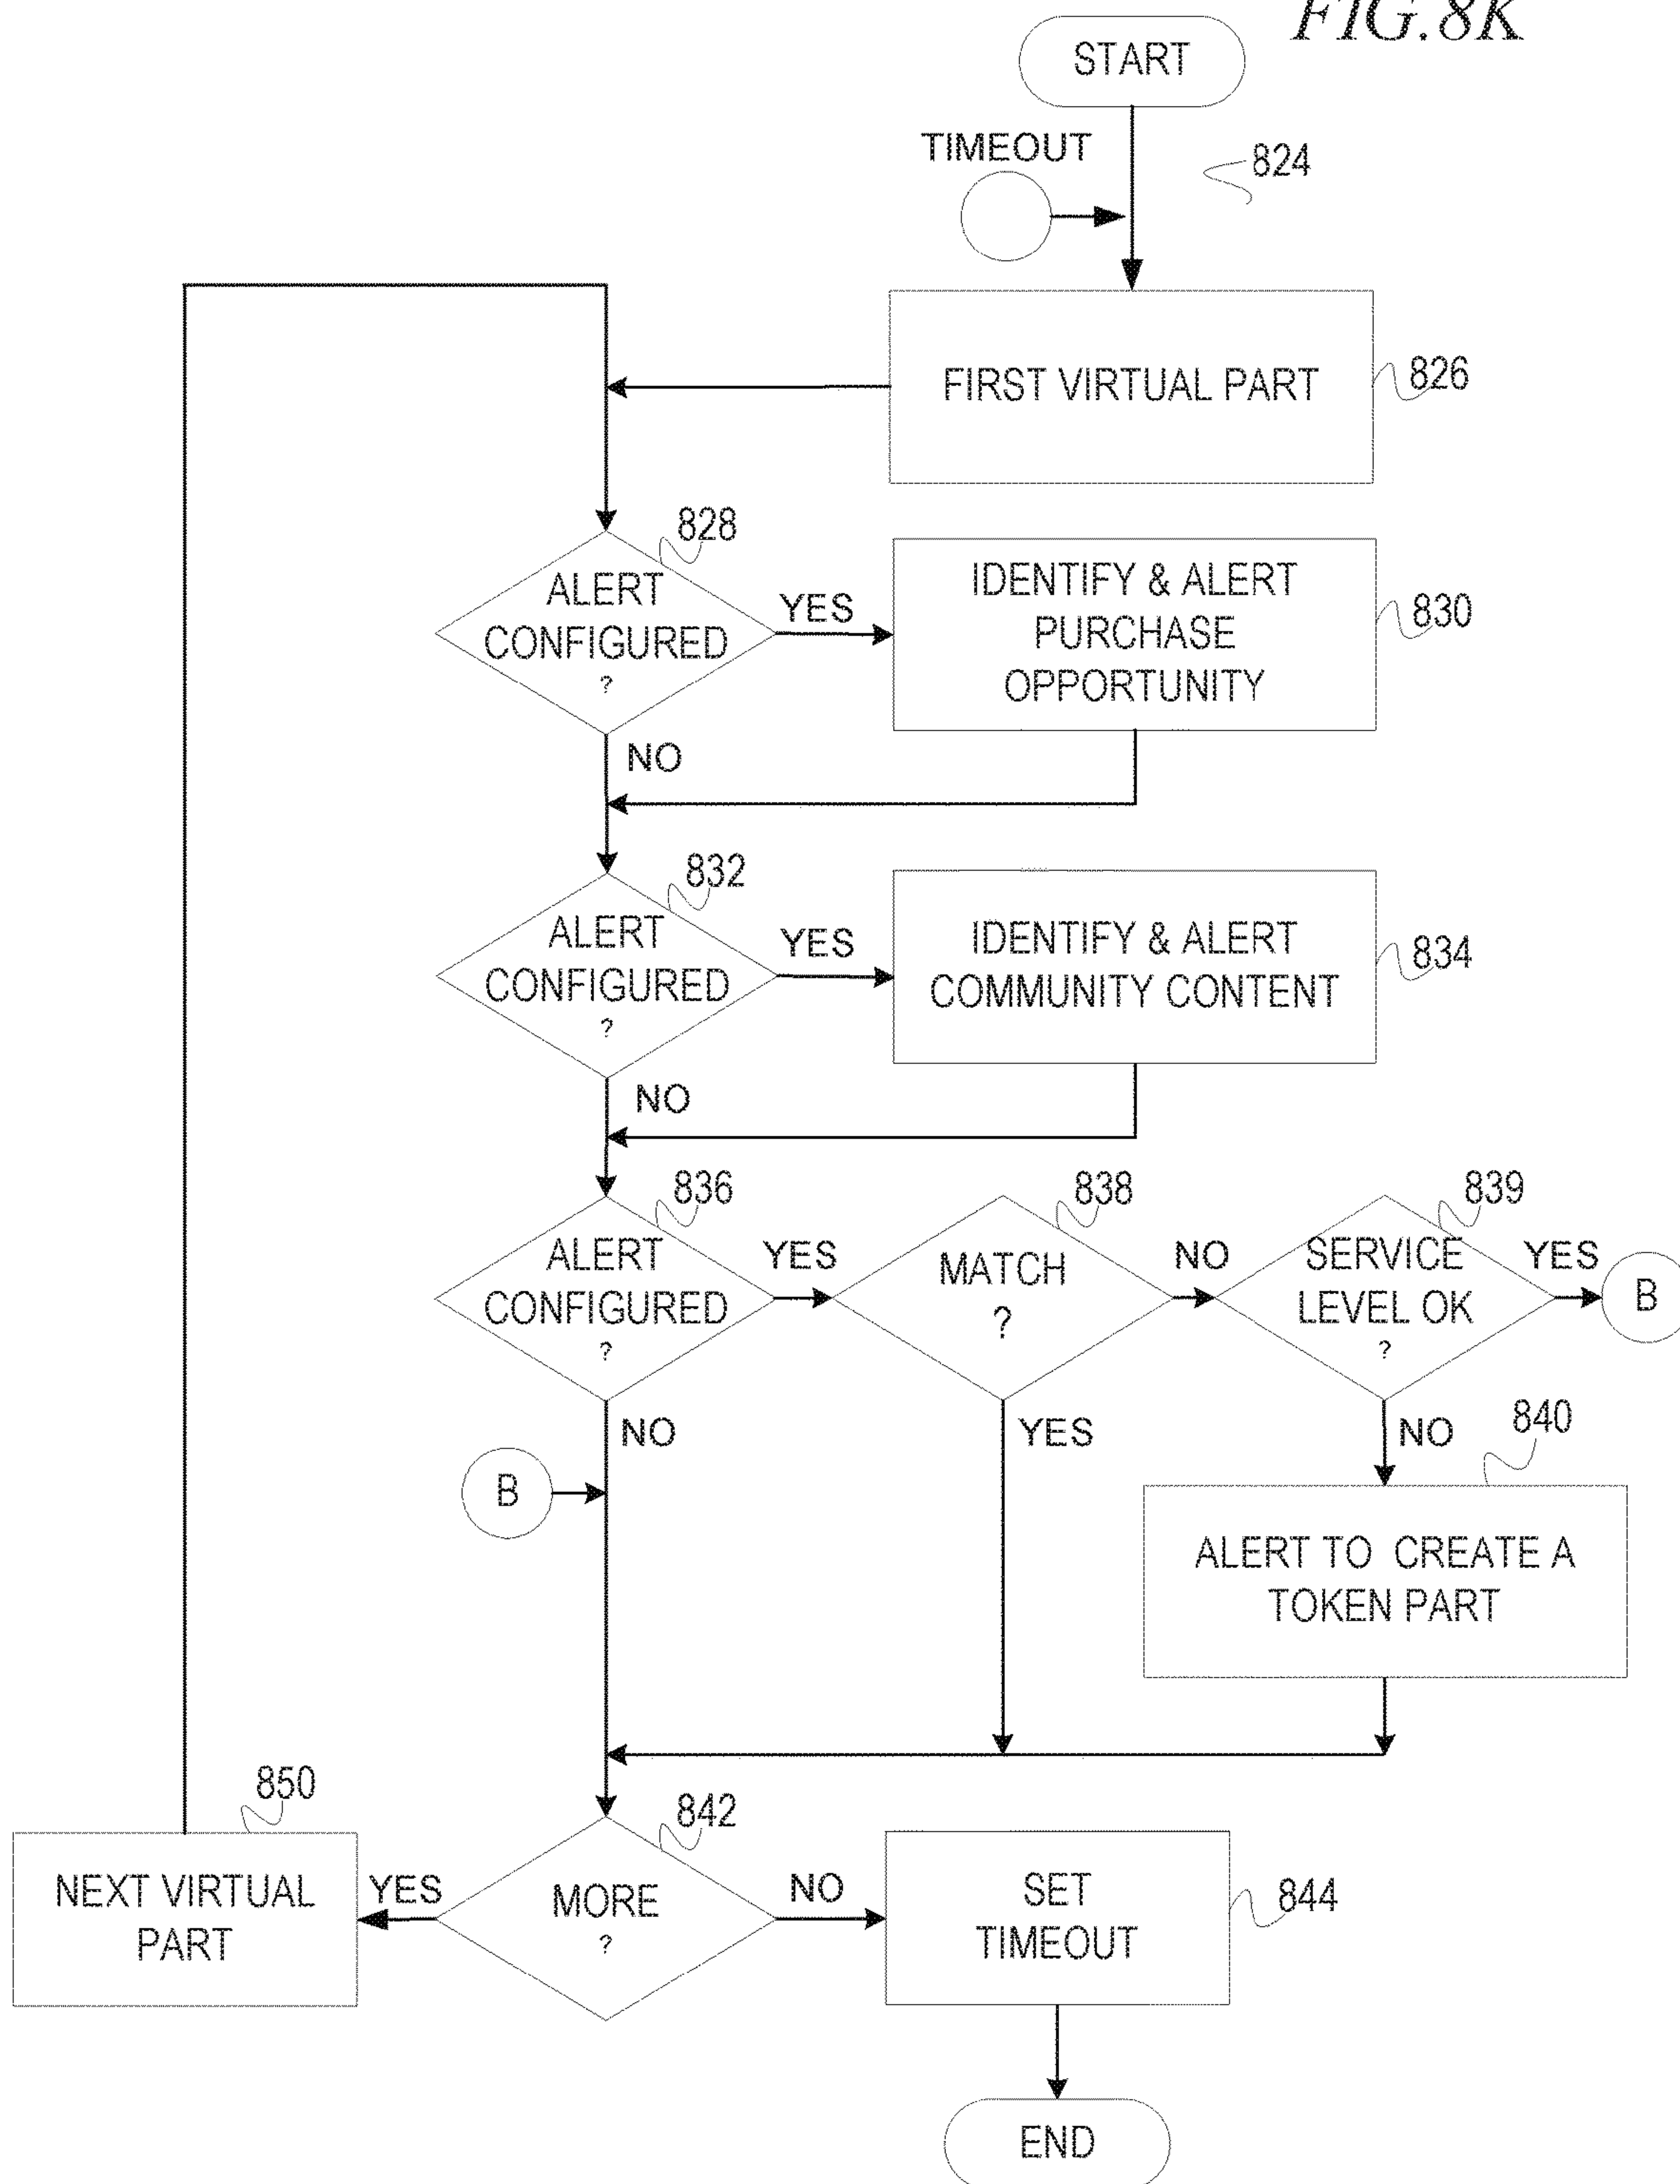 FIG. 8K
START
TIMEOUT
824
FIRST VIRTUAL PART
826
828
ALERT
CONFIGURED
?
YES
IDENTIFY & ALERT
PURCHASE
OPPORTUNITY
830
NO
832
ALERT
CONFIGURED
?
YES
IDENTIFY & ALERT
COMMUNITY CONTENT
834
NO
836
ALERT
CONFIGURED
?
YES
838
MATCH
?
NO
839
SERVICE
LEVEL OK
?
YES
B
NO
YES
NO
840
B
ALERT TO CREATE A
TOKEN PART
850
NEXT VIRTUAL
PART
YES
842
MORE
?
NO
SET
TIMEOUT
844
END